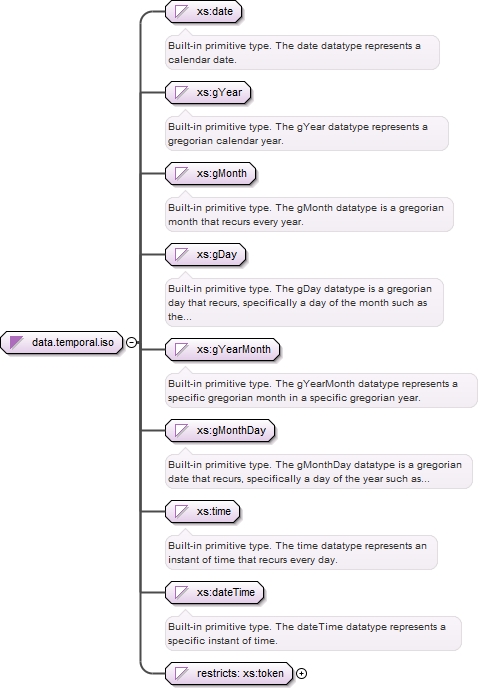 xs:date
Built-in primitive type. The date datatype represents a
calendar date.
xs:gYear
Built-in primitive type. The gYear datatype represents a
gregorian calendar year.
xs:gMonth
Built-in primitive type. The gMonth datatype is a gregorian
month that recurs every year.
xs:gDay
Built-in primitive type. The gDay datatype is a gregorian
day that recurs, specifically a day of the month such as
the...
data.temporal.iso
xs:gYearMonth
Built-in primitive type. The gYearMonth datatype represents a
specific gregorian month in a specific gregorian year.
xs:gMonthDay
Built-in primitive type. The gMonthDay datatype is a gregorian
date that recurs, specifically a day of the year such as...
xs:time
Built-in primitive type. The time datatype represents an
instant of time that recurs every day.
xs:dateTime
Built-in primitive type. The dateTime datatype represents a
specific instant of time.
restricts: xs:token